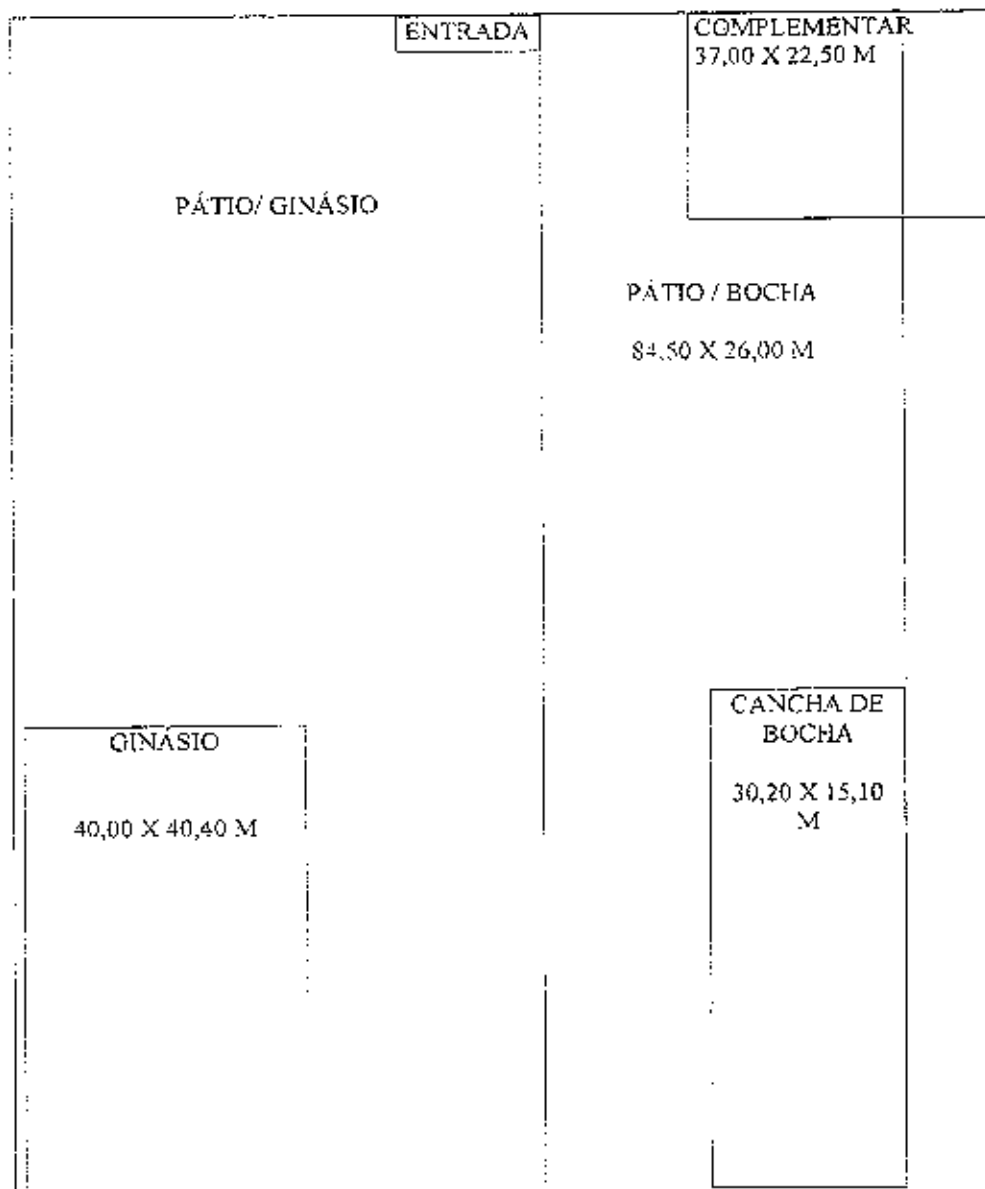 ENTRADA
COMPLEMENTAR
37,00 X 22,50 M
PÁTIO/ GINÁSIO
PÁTIO / BOCHA
84,50 X 26,00 M
CANCHA DE
BOCHA
30,20 X 15,10
M
GINÁSIO
40,00 X 40,40 M